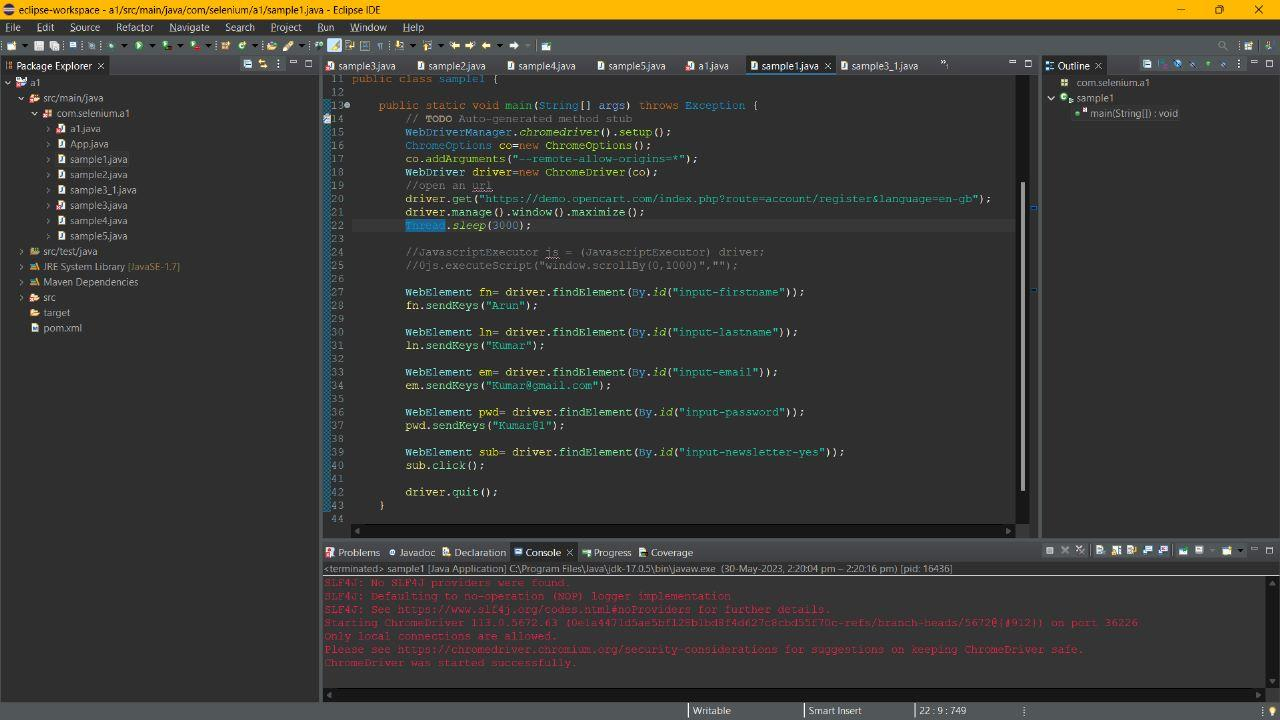 eclipse-workspace - a1/src/main/java/com/selenium/a1/sample1.java - Eclipse IDE
File Edit Source Refactor Navigate Search Project Run Window Help
Package Explorer
a1
src/main/java
com.selenium.a1
a1.java
App.java
sample1.java
sample2.java
sample3_1.java
sample3.java
sample4.java
sample5.java
src/test/java
JRE System Library [JavaSE-1.7]
Maven Dependencies
src
target
pom.xml
sample3.java sample2.java sample4.java sample5.java a1.java sample1.java sample3_1.java
11 public class sample1 {
12
13 public static void main(String[] args) throws Exception {
14 // TODO Auto-generated method stub
15 WebDriverManager.chromedriver().setup();
16 ChromeOptions co=new ChromeOptions();
17 co.addArguments("--remote-allow-origins=*");
18 WebDriver driver=new ChromeDriver(co);
19 //open an url
20 driver.get("https://demo.opencart.com/index.php?route=account/register&language=en-gb");
21 driver.manage().window().maximize();
22 Thread.sleep(3000);
23
24 //JavascriptExecutor js = (JavascriptExecutor) driver;
25 //0js.executeScript("window.scrollBy(0,1000)","");
26
27 WebElement fn= driver.findElement(By.id("input-firstname"));
28 fn.sendKeys("Arun");
29
30 WebElement ln= driver.findElement(By.id("input-lastname"));
31 ln.sendKeys("Kumar");
32
33 WebElement em= driver.findElement(By.id("input-email"));
34 em.sendKeys("Kumar@gmail.com");
35
36 WebElement pwd= driver.findElement(By.id("input-password"));
37 pwd.sendKeys("Kumar@1");
38
39 WebElement sub= driver.findElement(By.id("input-newsletter-yes"));
40 sub.click();
41
42 driver.quit();
43 }
44
Outline
com.selenium.a1
sample1
main(String[]) : void
Problems Javadoc Declaration Console Progress Coverage
<terminated> sample1 [Java Application] C:\Program Files\Java\jdk-17.0.5\bin\javaw.exe (30-May-2023, 2:20:04 pm – 2:20:16 pm) [pid: 16436]
SLF4J: No SLF4J providers were found.
SLF4J: Defaulting to no-operation (NOP) logger implementation
SLF4J: See https://www.slf4j.org/codes.html#noProviders for further details.
Starting ChromeDriver 113.0.5672.63 (0e1a4471d5ae5bf128b1bd8f4d627c8cbd55f70c-refs/branch-heads/5672@{#912}) on port 36226
Only local connections are allowed.
Please see https://chromedriver.chromium.org/security-considerations for suggestions on keeping ChromeDriver safe.
ChromeDriver was started successfully.
Writable Smart Insert 22 : 9 : 749